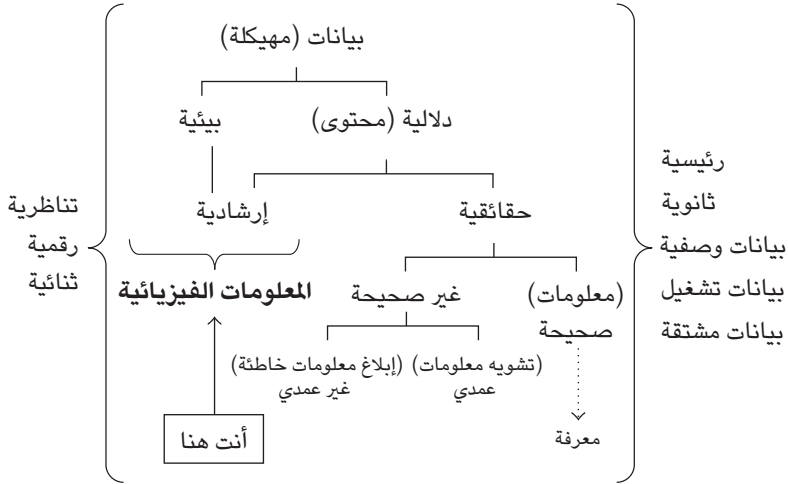 بيانات (مهيكلة)
دلالية (محتوى)
بيئية
حقائقية
إرشادية
المعلومات الفيزيائية
أنت هنا
(معلومات)
صحيحة
غير صحيحة
(تشويه معلومات)
عمدي
(إبلاغ معلومات خاطئة)
غير عمدي
معرفة
رئيسية
ثانوية
بيانات وصفية
بيانات تشغيل
بيانات مشتقة
تناظرية
رقمية
ثنائية